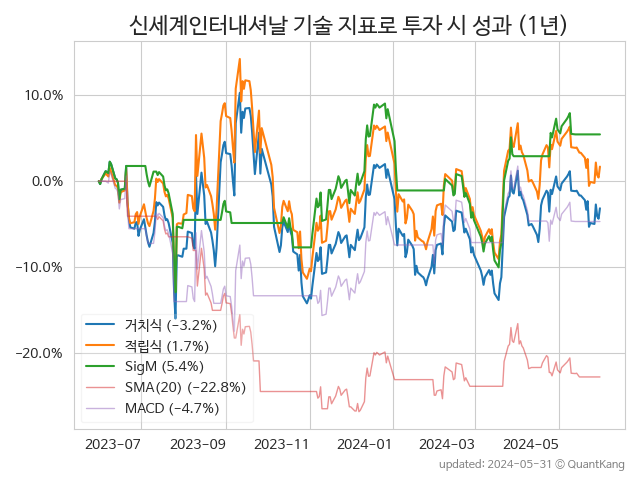 신세계인터내셔날 기술 지표로 투자 시 성과 (1년)
10.0%
0.0%
−10.0%
−20.0%
거치식 (−3.2%)
적립식 (1.7%)
SigM (5.4%)
SMA(20) (−22.8%)
MACD (−4.7%)
2023-07
2023-09
2023-11
2024-01
2024-03
2024-05
updated: 2024-05-31 © QuantKang